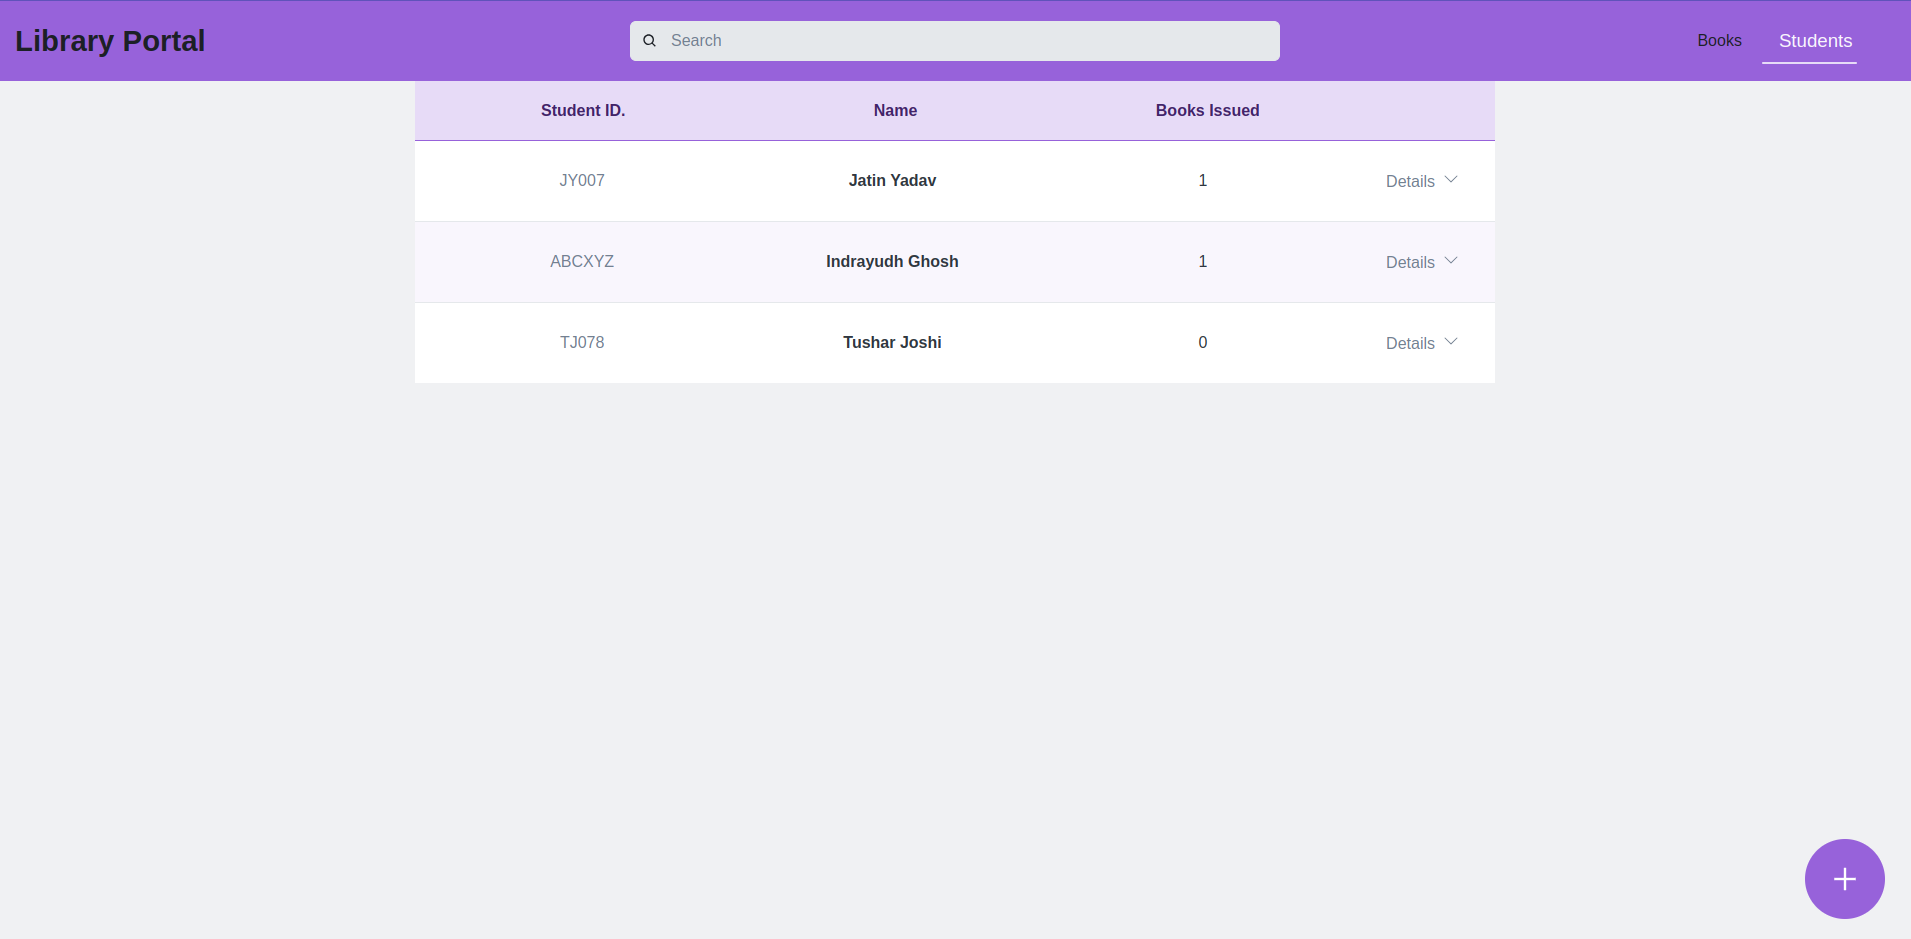 Library Portal
Search
Books Students
Student ID. Name Books Issued
JY007 Jatin Yadav 1 Details
ABCXYZ Indrayudh Ghosh 1 Details
TJ078 Tushar Joshi 0 Details